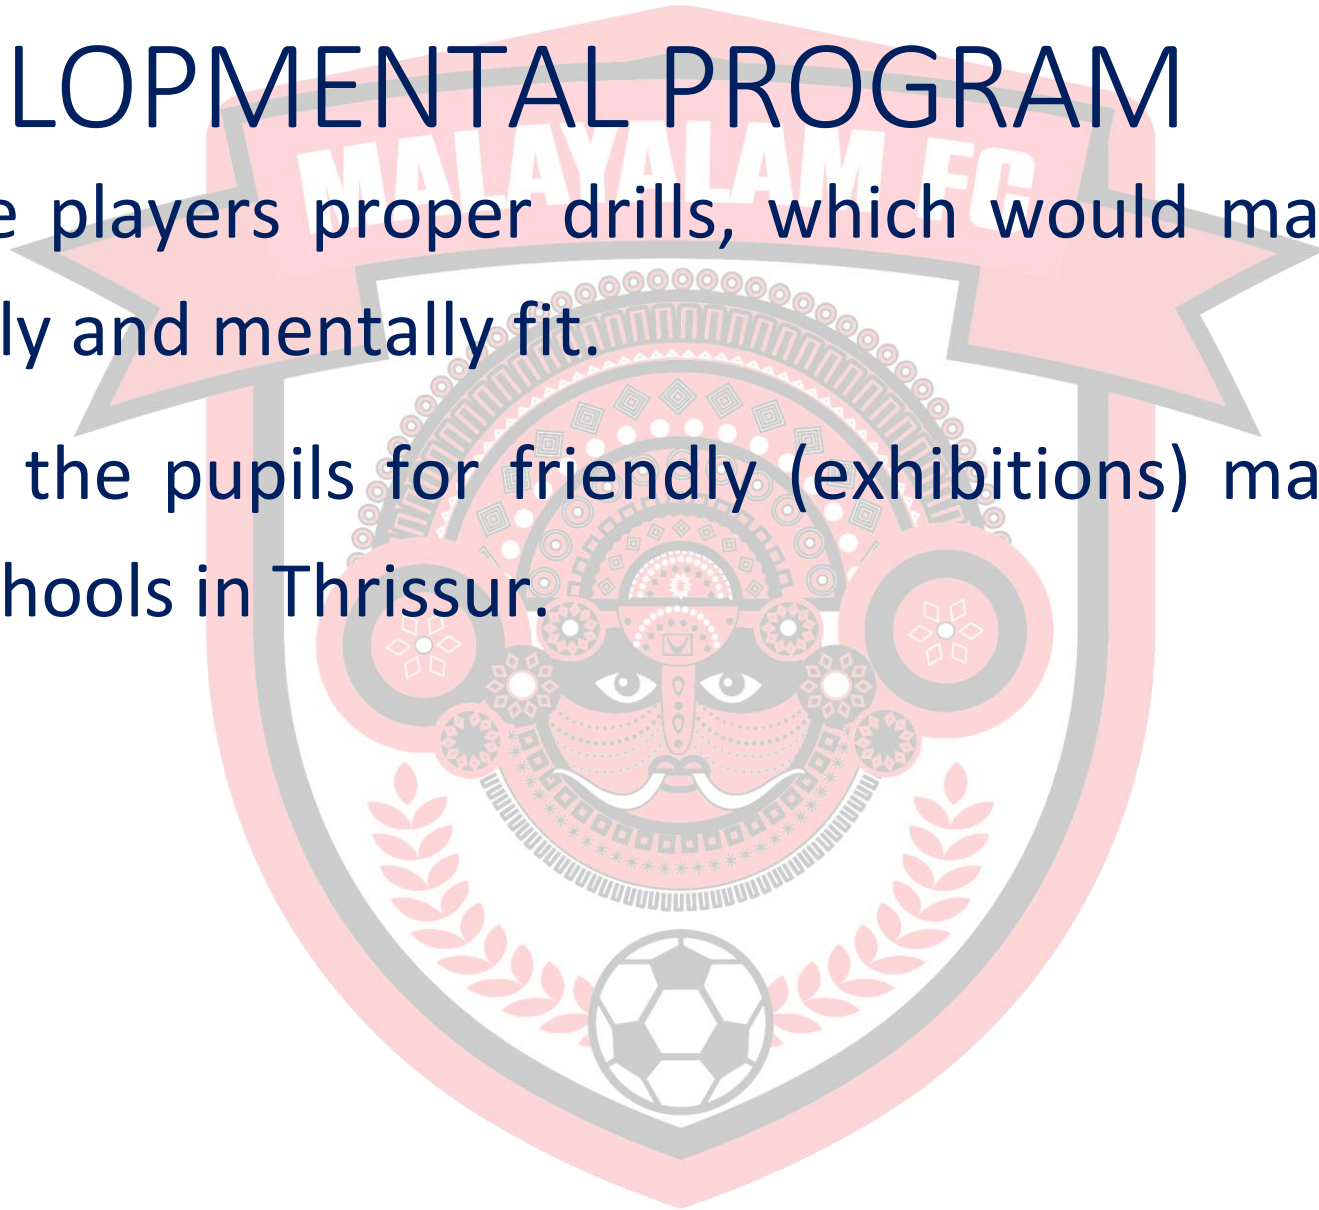 LOPMENTAL PROGRAM
MALAYALAM FC
e players proper drills, which would ma
ly and mentally fit.
the pupils for friendly (exhibitions) ma
hools in Thrissur.